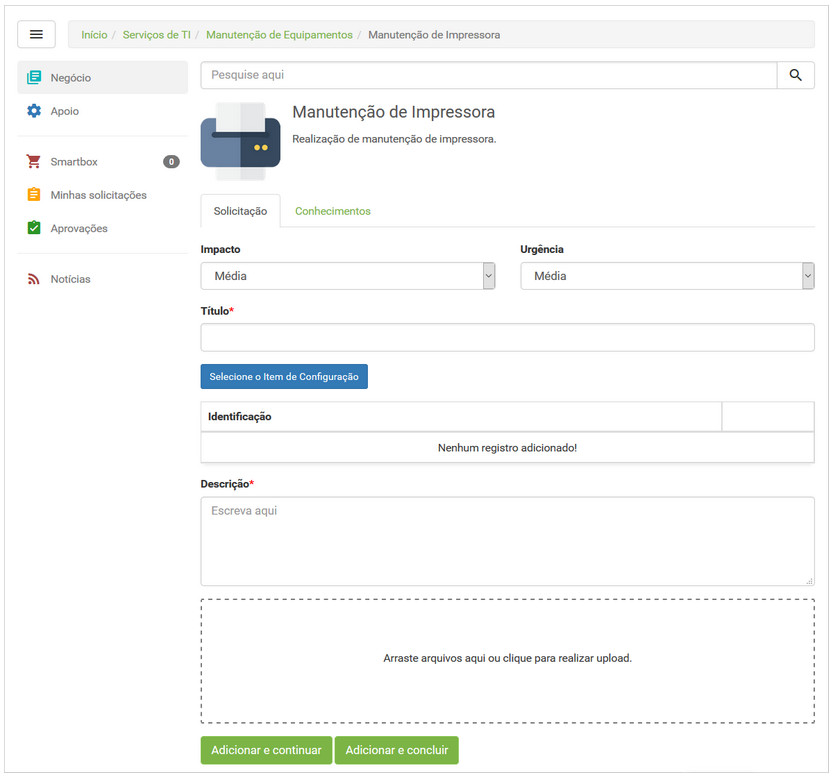 Início / Serviços de TI / Manutenção de Equipamentos / Manutenção de Impressora
Negócio
Apoio
Smartbox 0
Minhas solicitações
Aprovações
Notícias
Pesquise aqui
Manutenção de Impressora
Realização de manutenção de impressora.
Solicitação Conhecimentos
Impacto Urgência
Média Média
Título*
Selecione o Item de Configuração
Identificação
Nenhum registro adicionado!
Descrição*
Escreva aqui
Arraste arquivos aqui ou clique para realizar upload.
Adicionar e continuar Adicionar e concluir